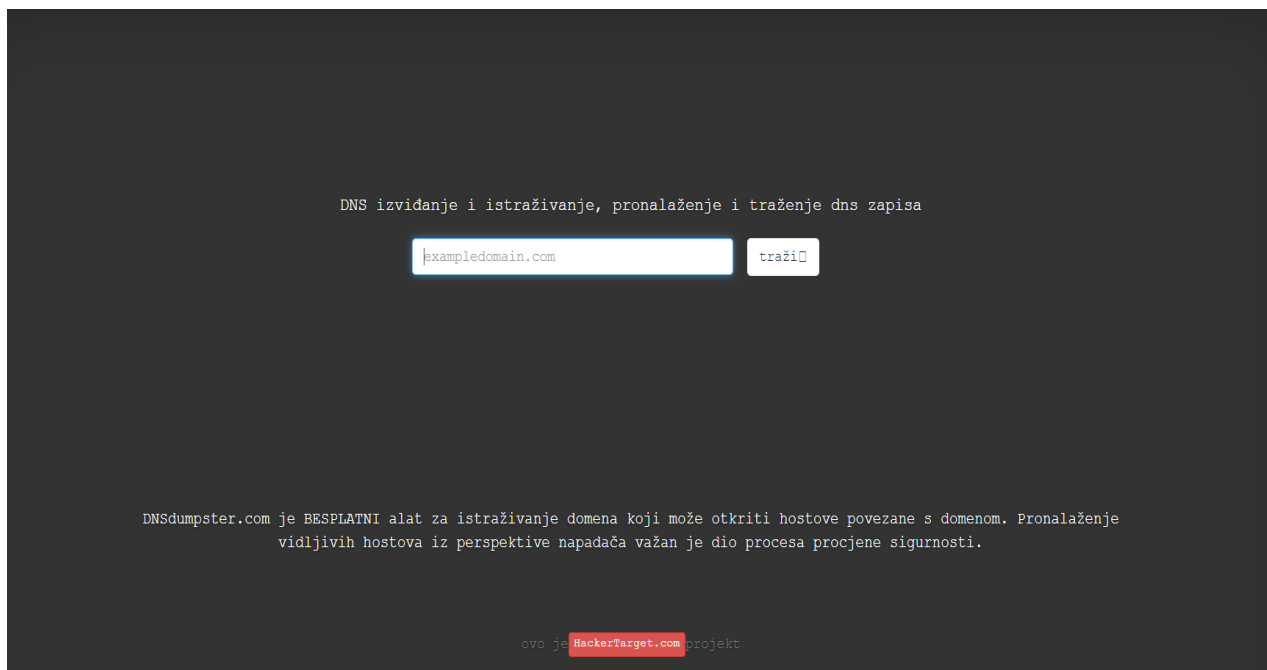 DNS izviđanje i istraživanje, pronalaženje i traženje dns zapisa
exampledomain.com traži
DNSdumpster.com je BESPLATNI alat za istraživanje domena koji može otkriti hostove povezane s domenom. Pronalaženje
vidljivih hostova iz perspektive napadača važan je dio procesa procjene sigurnosti.
ovo je HackerTarget.com projekt